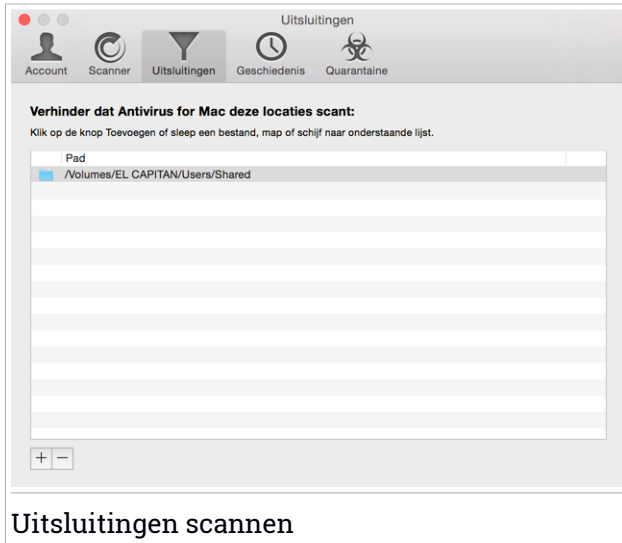 Uitsluitingen
Account Scanner Uitsluitingen Geschiedenis Quarantaine
Verhinder dat Antivirus for Mac deze locaties scant:
Klik op de knop Toevoegen of sleep een bestand, map of schijf naar onderstaande lijst.
Pad
/Volumes/EL CAPITAN/Users/Shared
+ −
Uitsluitingen scannen